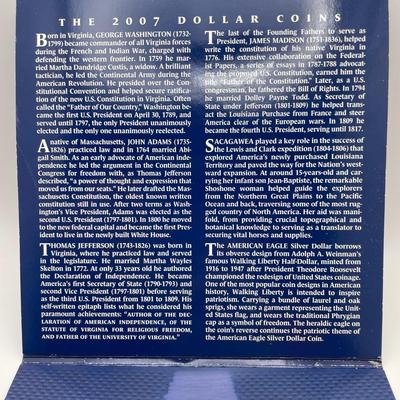 THE 2007 DOLLAR COINS
Born in Virginia, GEORGE WASHINGTON (1732-
1799) became commander of all Virginia forces
during the French and Indian War, charged with
defending the western frontier. In 1759 he mar-
ried Martha Dandridge Custis, a widow. A brilliant
tactician, he led the Continental Army during the
American Revolution. He presided over the Con-
stitutional Convention and helped secure ratifica-
tion of the new U.S. Constitution in Virginia. Often
called the "Father of Our Country," Washington be-
came the first U.S. President on April 30, 1789, and
served until 1797, the only President unanimously
elected and the only one unanimously reelected.
A native of Massachusetts, JOHN ADAMS (1735-
1826) practiced law and in 1764 married Abi-
gail Smith. As an early advocate of American inde-
pendence he led the argument in the Continental
Congress for freedom with, as Thomas Jefferson
described, "a power of thought and expression that
moved us from our seats." He later drafted the Mas-
sachusetts Constitution, the oldest known written
constitution still in use. After two terms as Wash-
ington's Vice President, Adams was elected as the
second U.S. President (1797-1801). In 1800 he moved
to the new federal capital and became the first Presi-
dent to live in the newly built White House.
THOMAS JEFFERSON (1743-1826) was born in
Virginia, where he practiced law and served
in the legislature. He married Martha Wayles
Skelton in 1772. At only 33 years old he authored
the Declaration of Independence. He became
America's first Secretary of State (1790-1793) and
second Vice President (1797-1801) before serving
as the third U.S. President from 1801 to 1809. His
self-written epitaph lists what he considered his
paramount achievements: "AUTHOR OF THE DEC-
LARATION OF AMERICAN INDEPENDENCE, OF THE
STATUTE OF VIRGINIA FOR RELIGIOUS FREEDOM,
AND FATHER OF THE UNIVERSITY OF VIRGINIA."
The last of the Founding Fathers to serve as
President, JAMES MADISON (1751-1836), helped
write the constitution of his native Virginia in
1776. His extensive collaboration on the Federal-
ist Papers, a series of essays in 1787-1788 advocat-
ing the proposed U.S. Constitution, earned him the
title "Father of the Constitution." Later, as a U.S.
congressman, he fathered the Bill of Rights. In 1794
he married Dolley Payne Todd. As Secretary of
State under Jefferson (1801-1809) he helped trans-
act the Louisiana Purchase from France and steer
America clear of the European wars. In 1809 he
became the fourth U.S. President, serving until 1817.
SACAGAWEA played a key role in the success of
the Lewis and Clark expedition (1804-1806) that
explored America's newly purchased Louisiana
Territory and paved the way for the Nation's west-
ward expansion. At around 15-years-old and car-
rying her infant son Jean-Baptiste, the remarkable
Shoshone woman helped guide the explorers
from the Northern Great Plains to the Pacific
Ocean and back, traversing some of the most rug-
ged country of North America. Her aid was mani-
fold, from providing crucial topographical and
botanical knowledge to serving as a translator to
securing vital horses and supplies.
The AMERICAN EAGLE Silver Dollar borrows
its obverse design from Adolph A. Weinman's
famous Walking Liberty half-dollar, minted from
1916 to 1947 after President Theodore Roosevelt
championed the redesign of United States coinage.
One of the most popular coin designs in American
history, Walking Liberty is intended to inspire
patriotism. Carrying a bundle of laurel and oak
sprigs, she wears a garment representing the Unit-
ed States flag, and wears the traditional Phrygian
cap as a symbol of freedom. The heraldic eagle on
the coin's reverse continues the patriotic theme of
the American Eagle Silver Dollar Coin.